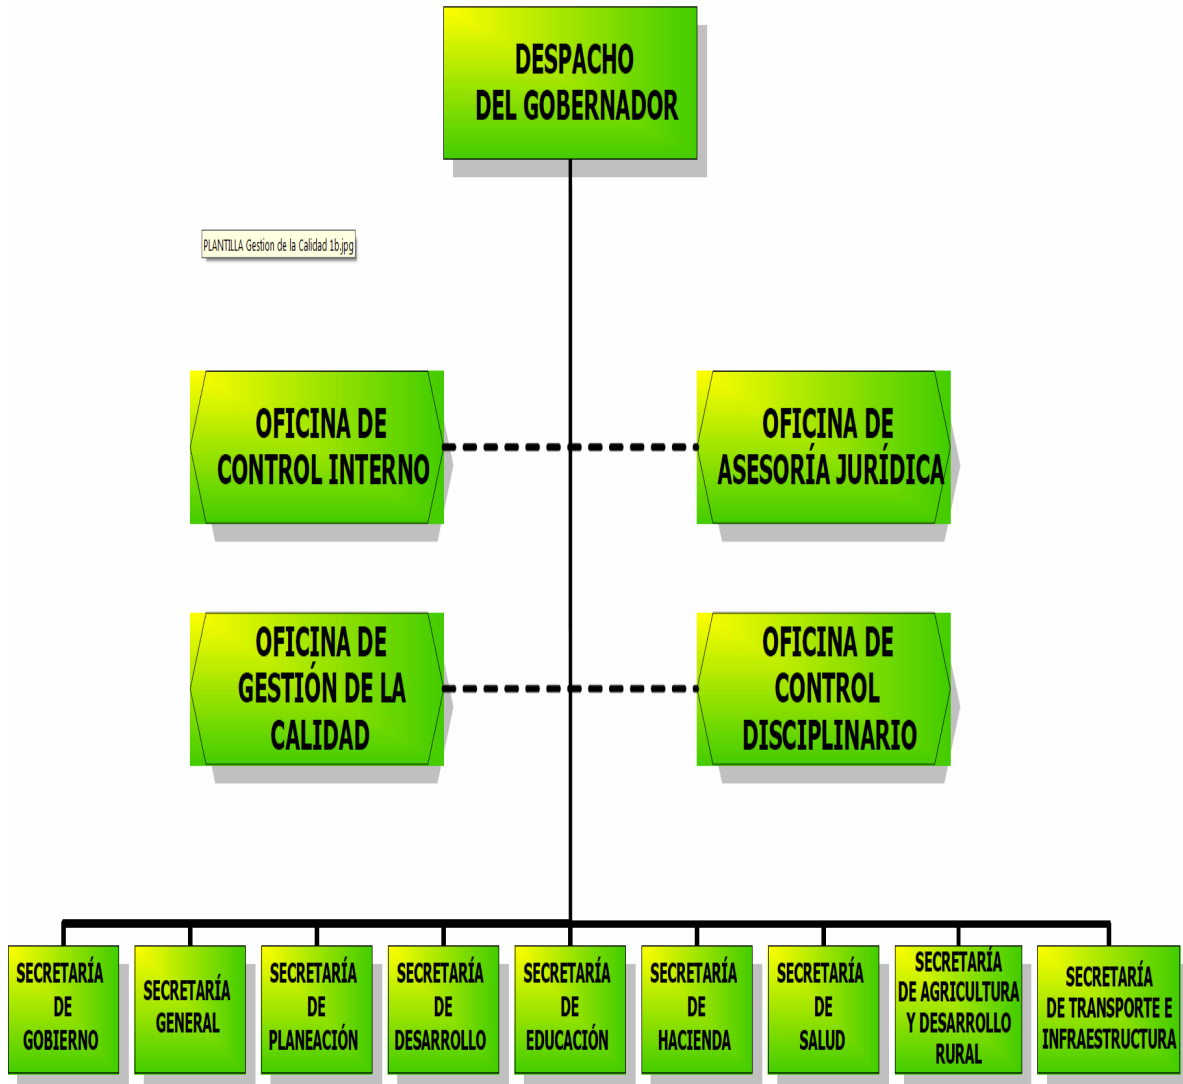 DESPACHO
DEL GOBERNADOR
PLANTILLA Gestion de la Calidad 1b.jpg
OFICINA DE
CONTROL INTERNO
OFICINA DE
ASESORÍA JURÍDICA
OFICINA DE
GESTIÓN DE LA
CALIDAD
OFICINA DE
CONTROL
DISCIPLINARIO
SECRETARÍA
DE
GOBIERNO
SECRETARÍA
GENERAL
SECRETARÍA
DE
PLANEACIÓN
SECRETARÍA
DE
DESARROLLO
SECRETARÍA
DE
EDUCACIÓN
SECRETARÍA
DE
HACIENDA
SECRETARÍA
DE
SALUD
SECRETARÍA
DE AGRICULTURA
Y DESARROLLO
RURAL
SECRETARÍA
DE TRANSPORTE E
INFRAESTRUCTURA